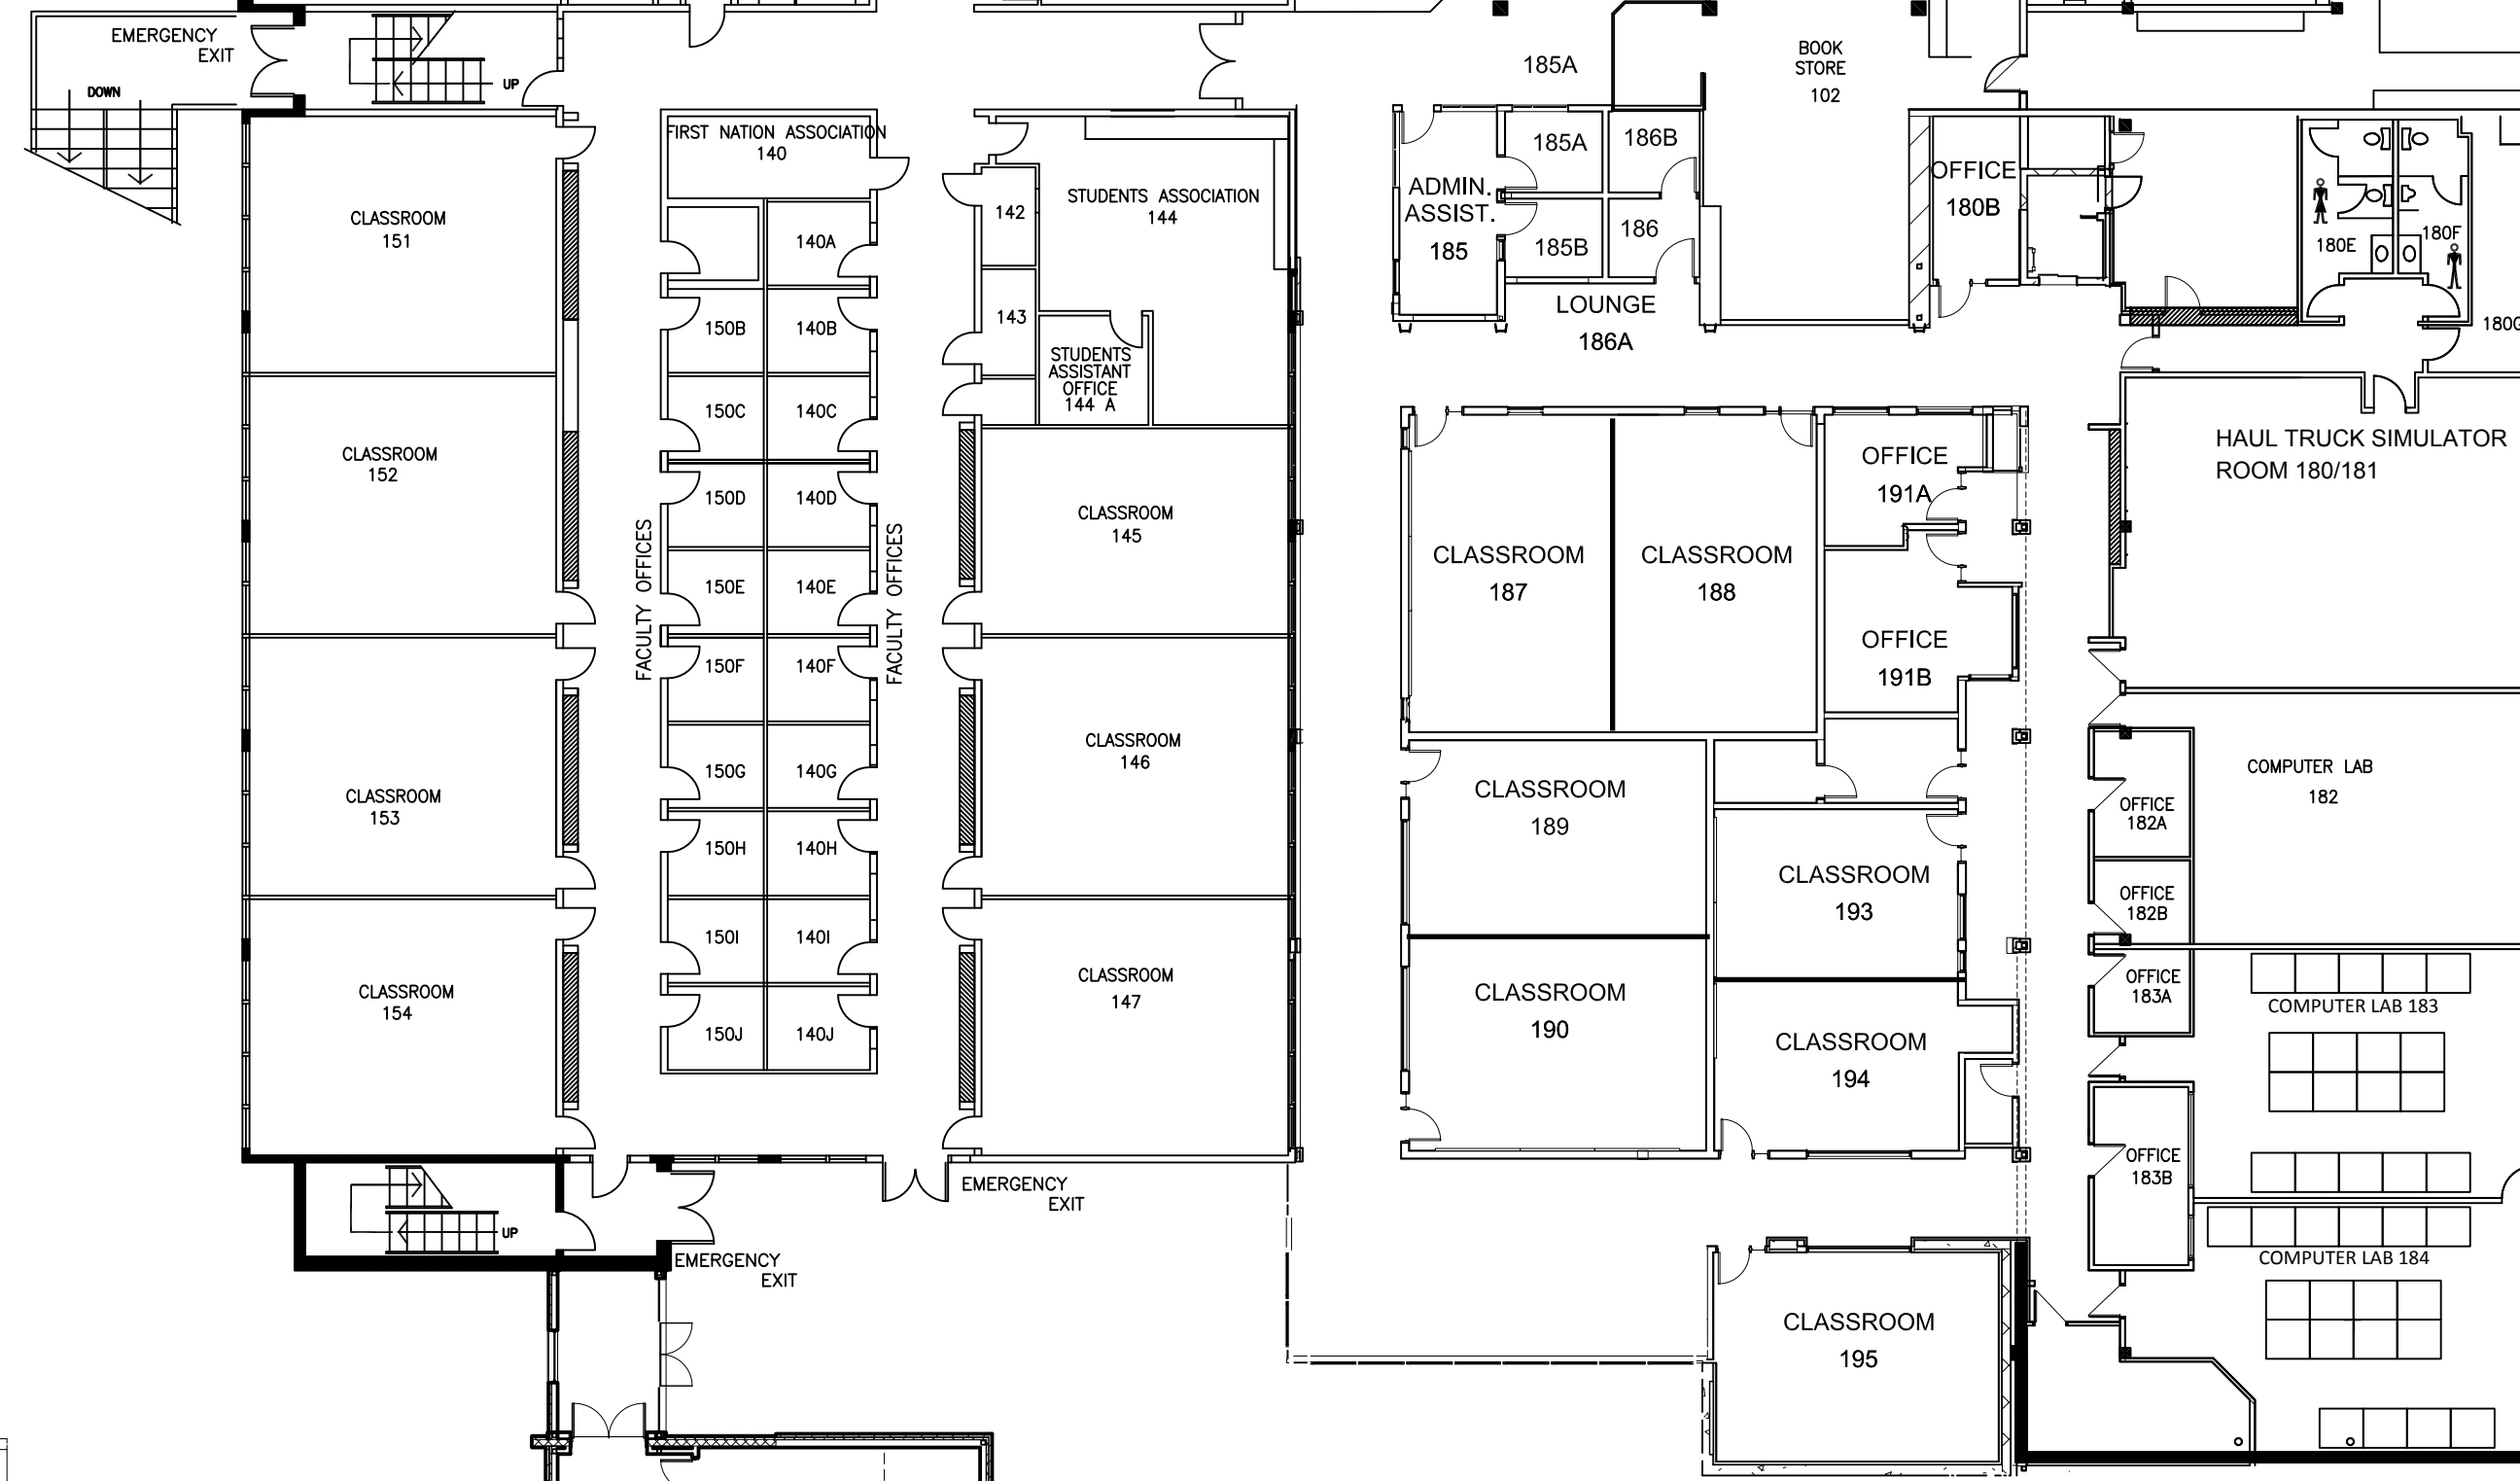 EMERGENCY
EXIT
DOWN
UP
CLASSROOM
151
CLASSROOM
152
CLASSROOM
153
CLASSROOM
154
UP
EMERGENCY
EXIT
FIRST NATION ASSOCIATION
140
140A
150B
140B
150C
140C
150D
140D
150E
140E
150F
140F
150G
140G
150H
140H
150I
140I
150J
140J
FACULTY OFFICES
FACULTY OFFICES
142
143
STUDENTS ASSOCIATION
144
STUDENTS
ASSISTANT
OFFICE
144 A
CLASSROOM
145
CLASSROOM
146
CLASSROOM
147
EMERGENCY
EXIT
185A
BOOK
STORE
102
ADMIN.
ASSIST.
185
185A
185B
186B
186
LOUNGE
186A
OFFICE
180B
180E
180F
180G
CLASSROOM
187
CLASSROOM
188
OFFICE
191A
OFFICE
191B
CLASSROOM
189
CLASSROOM
190
CLASSROOM
193
CLASSROOM
194
CLASSROOM
195
HAUL TRUCK SIMULATOR
ROOM 180/181
COMPUTER LAB
182
OFFICE
182A
OFFICE
182B
OFFICE
183A
OFFICE
183B
COMPUTER LAB 183
COMPUTER LAB 184